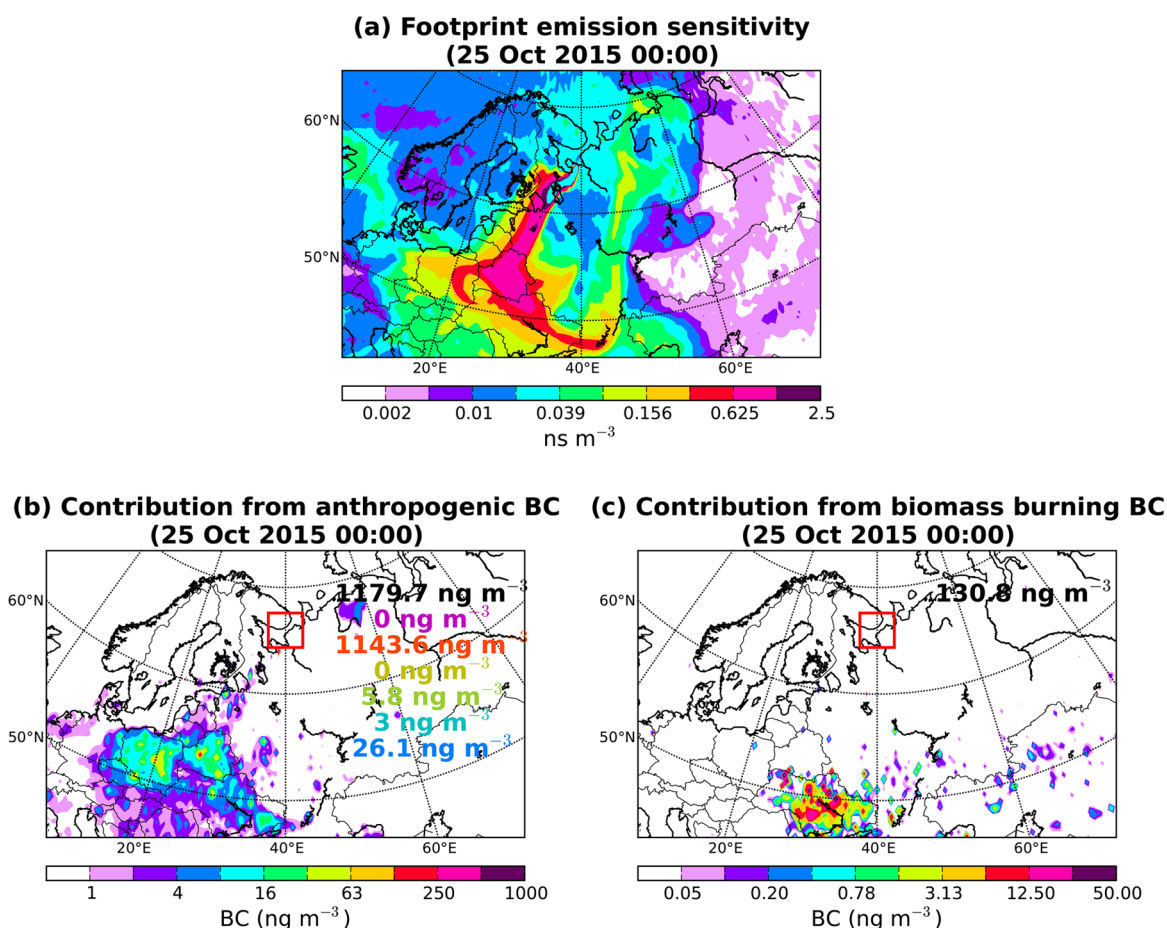 (a) Footprint emission sensitivity
(25 Oct 2015 00:00)
60°N
50°N
20°E 40°E 60°E
0.002 0.01 0.039 0.156 0.625 2.5
ns m⁻³
(b) Contribution from anthropogenic BC
(25 Oct 2015 00:00)
1179.7 ng m⁻³
0 ng m⁻³
1143.6 ng m⁻³
0 ng m⁻³
5.8 ng m⁻³
3 ng m⁻³
26.1 ng m⁻³
60°N
50°N
20°E 40°E 60°E
1 4 16 63 250 1000
BC (ng m⁻³)
(c) Contribution from biomass burning BC
(25 Oct 2015 00:00)
130.8 ng m⁻³
60°N
50°N
20°E 40°E 60°E
0.05 0.20 0.78 3.13 12.50 50.00
BC (ng m⁻³)